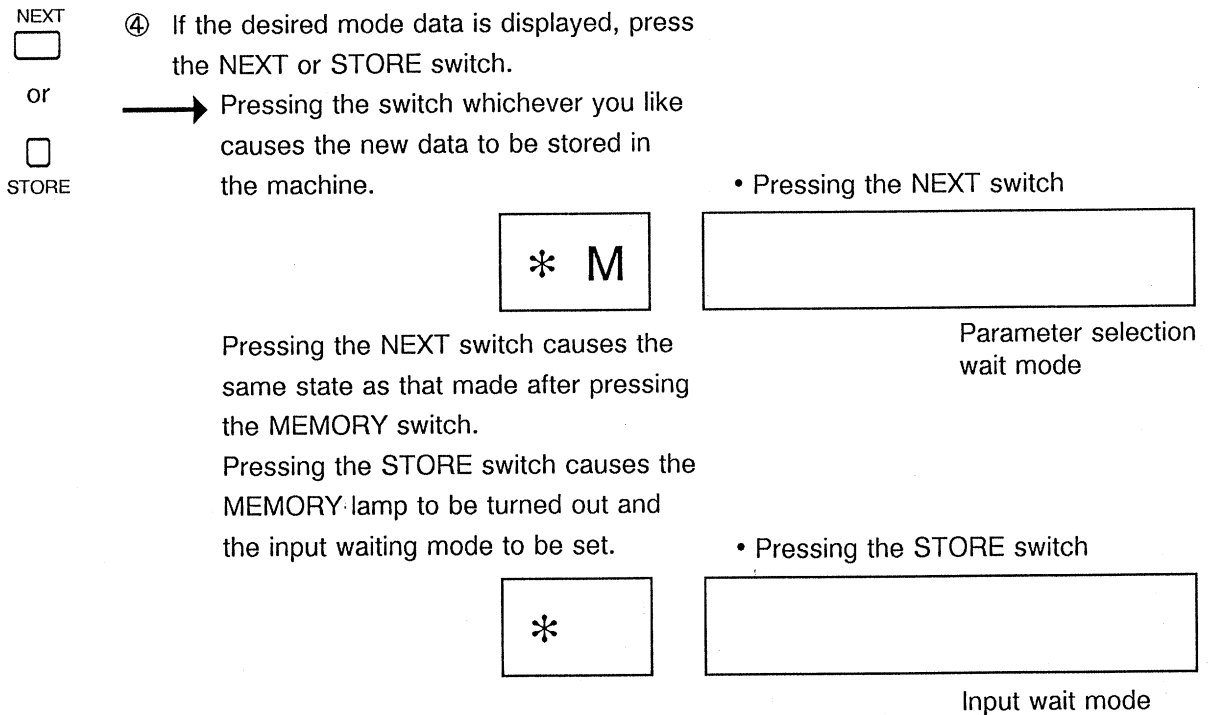 NEXT
or
STORE
④ If the desired mode data is displayed, press
the NEXT or STORE switch.
Pressing the switch whichever you like
causes the new data to be stored in
the machine.
• Pressing the NEXT switch
* M
Parameter selection
wait mode
Pressing the NEXT switch causes the
same state as that made after pressing
the MEMORY switch.
Pressing the STORE switch causes the
MEMORY lamp to be turned out and
the input waiting mode to be set.
• Pressing the STORE switch
*
Input wait mode